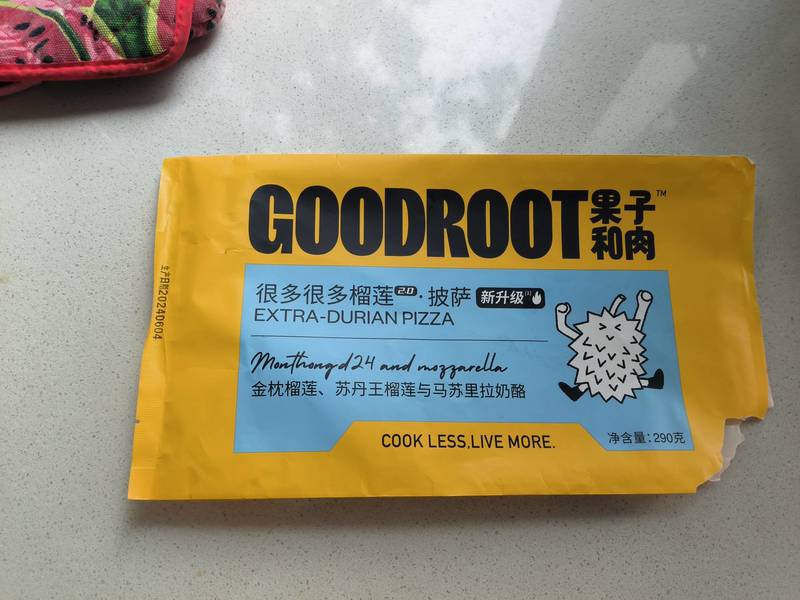 GOODROOT果子和肉™
很多很多榴莲2.0·披萨 新升级[1]
EXTRA-DURIAN PIZZA
Monthong d24 and mozzarella
金枕榴莲、苏丹王榴莲与马苏里拉奶酪
COOK LESS,LIVE MORE.
净含量：290克
生产日期20240604